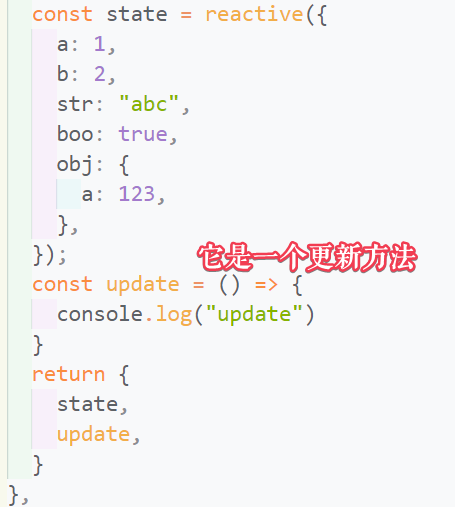 const state = reactive({
a: 1,
b: 2,
str: "abc",
boo: true,
obj: {
a: 123,
},
});
它是一个更新方法
const update = () => {
console.log("update")
}
return {
state,
update,
}
},